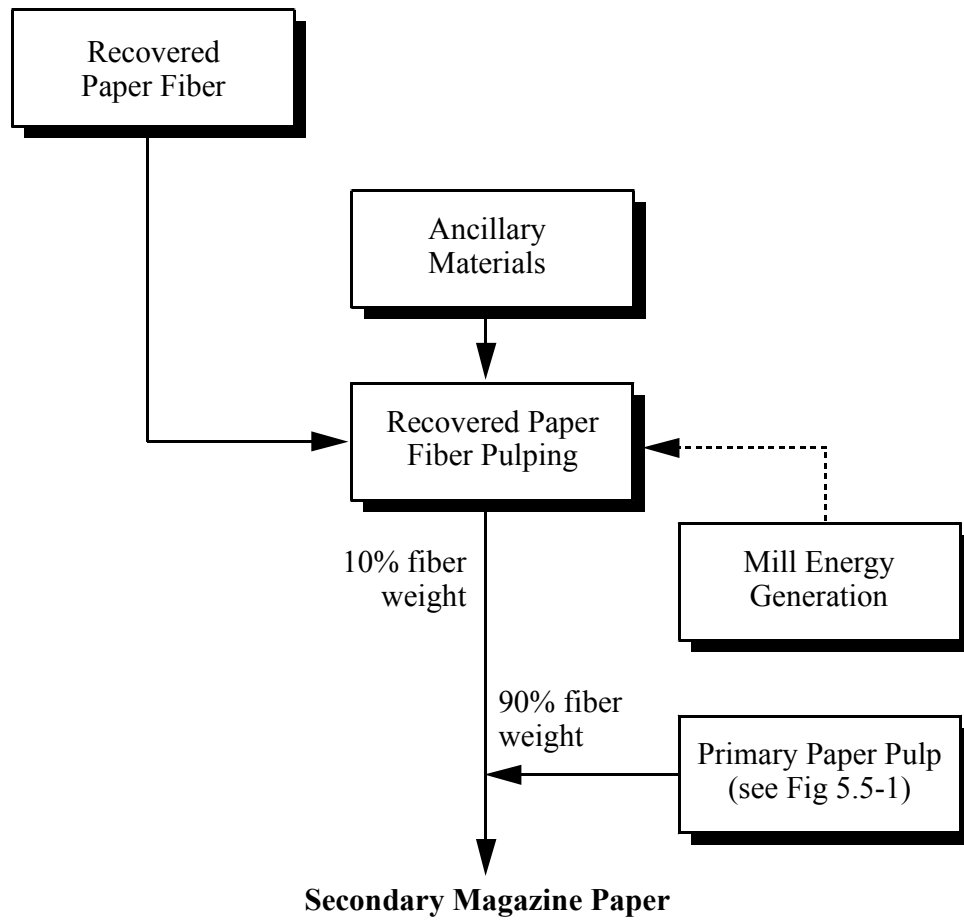 Recovered
Paper Fiber
Ancillary
Materials
Recovered Paper
Fiber Pulping
10% fiber
weight
Mill Energy
Generation
90% fiber
weight
Primary Paper Pulp
(see Fig 5.5-1)
Secondary Magazine Paper